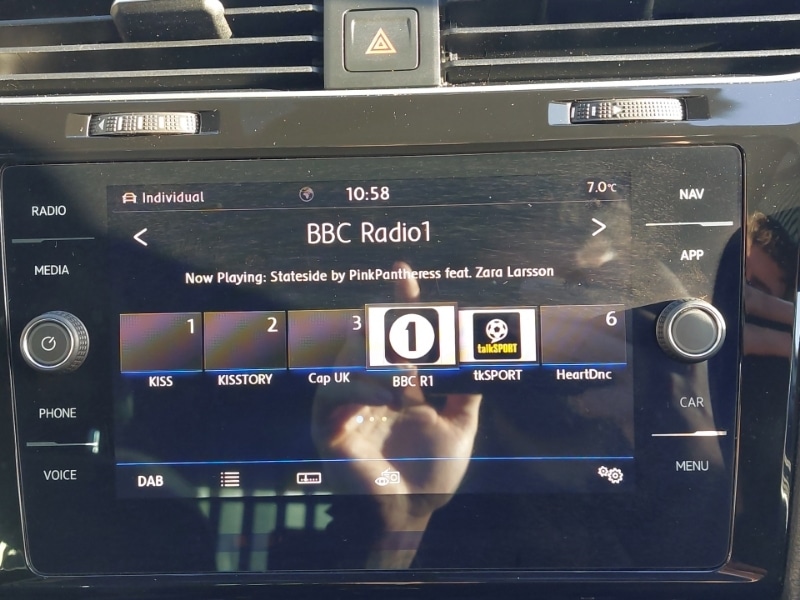 RADIO
MEDIA
PHONE
VOICE
Individual 10:58 7.0°C
< BBC Radio1 >
Now Playing: Stateside by PinkPantheress feat. Zara Larsson
1 2 3 1 talkSPORT 6
KISS KISSTORY Cap UK BBC R1 tkSPORT HeartDnc
DAB
NAV
APP
CAR
MENU